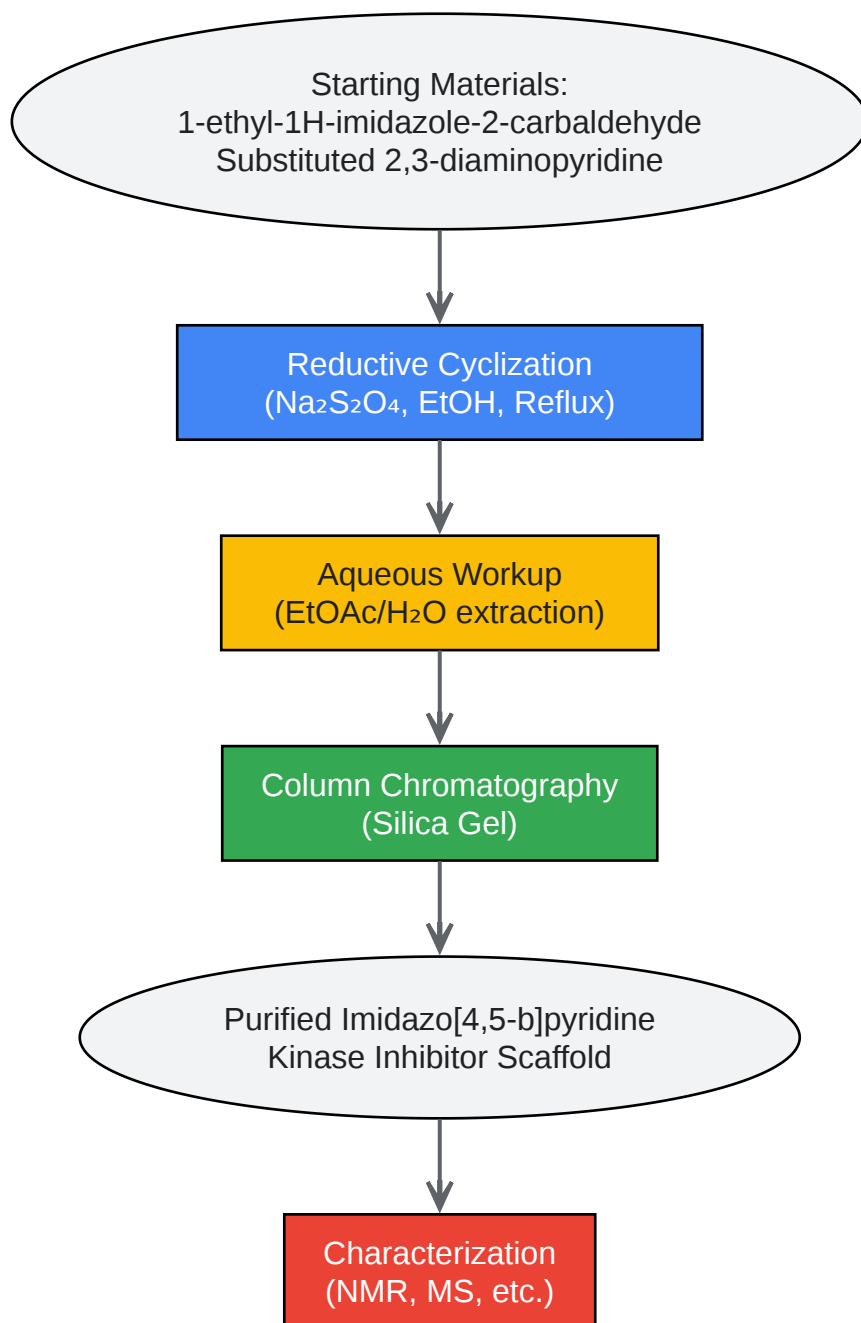 Starting Materials:
1-ethyl-1H-imidazole-2-carbaldehyde
Substituted 2,3-diaminopyridine
Reductive Cyclization
(Na₂S₂O₄, EtOH, Reflux)
Aqueous Workup
(EtOAc/H₂O extraction)
Column Chromatography
(Silica Gel)
Purified Imidazo[4,5-b]pyridine
Kinase Inhibitor Scaffold
Characterization
(NMR, MS, etc.)